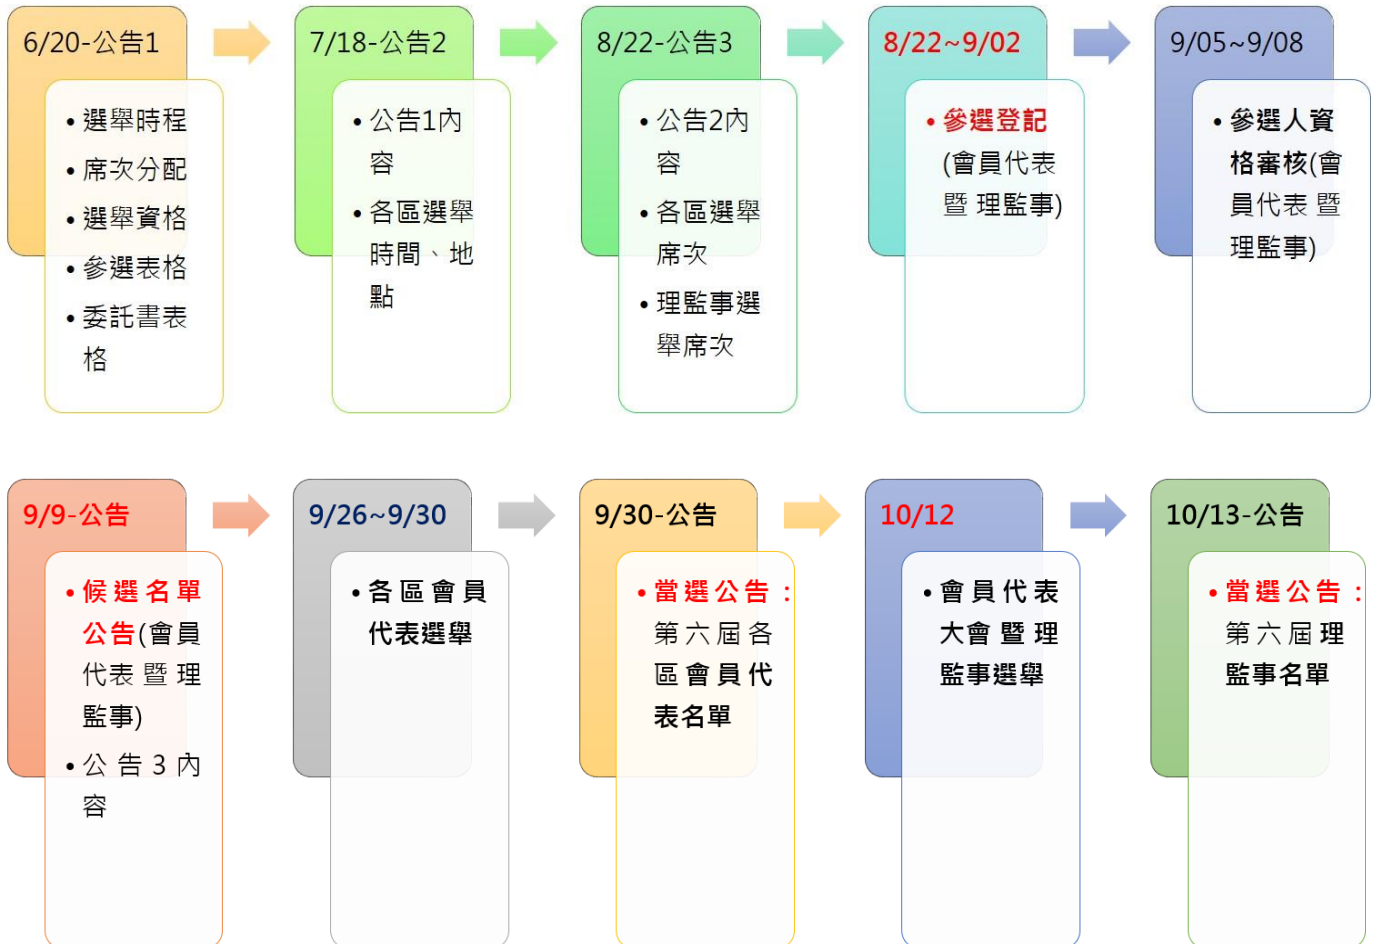 6/20-公告1
• 選舉時程
• 席次分配
• 選舉資格
• 參選表格
• 委託書表
格
7/18-公告2
• 公告1內
容
• 各區選舉
時間、地
點
8/22-公告3
• 公告2內
容
• 各區選舉
席次
• 理監事選
舉席次
8/22~9/02
• 參選登記
(會員代表
暨 理監事)
9/05~9/08
• 參選人資
格審核(會
員代表 暨
理監事)
9/9-公告
• 候選名單
公告(會員
代表 暨 理
監事)
• 公告3內
容
9/26~9/30
• 各區會員
代表選舉
9/30-公告
• 當選公告：
第六屆各
區會員代
表名單
10/12
• 會員代表
大會 暨 理
監事選舉
10/13-公告
• 當選公告：
第六屆理
監事名單